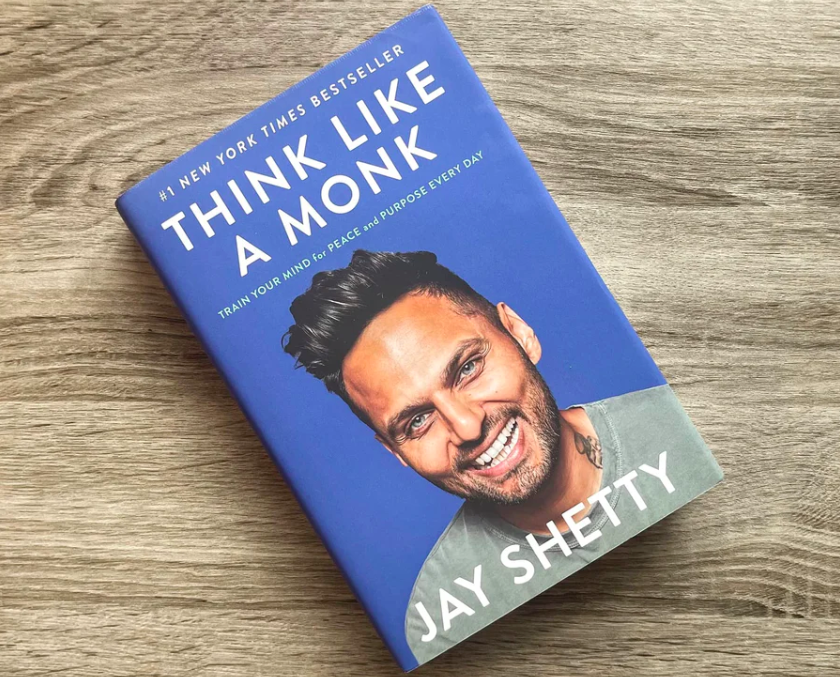 #1 NEW YORK TIMES BESTSELLER
THINK LIKE
A MONK
TRAIN YOUR MIND for PEACE and PURPOSE EVERY DAY
JAY SHETTY